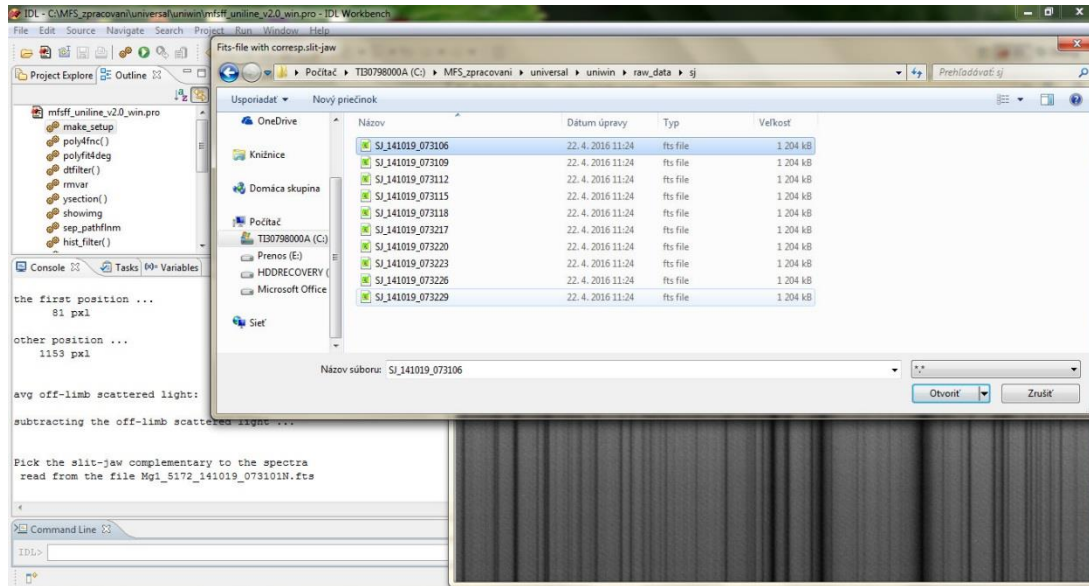 IDL - C:\MFS_zpracovani\universal\uniwin\mfsff_uniline_v2.0_win.pro - IDL Workbench
File Edit Source Navigate Search Project Run Window Help
Fits-file with corresp.slit-jaw
Počítač ▸ TI30798000A (C:) ▸ MFS_zpracovani ▸ universal ▸ uniwin ▸ raw_data ▸ sj
Prehľadávať: sj
Project Explore Outline
Usporiadať Nový priečinok
mfsff_uniline_v2.0_win.pro
make_setup
poly4fnc()
polyfit4deg
dtfilter()
rmvar
ysection()
showimg
sep_pathflnm
hist_filter()
OneDrive
Knižnice
Domáca skupina
Počítač
TI30798000A (C:)
Prenos (E:)
HDDRECOVERY (
Microsoft Office
Sieť
Názov Dátum úpravy Typ Veľkosť
SJ_141019_073106 22. 4. 2016 11:24 fts file 1 204 kB
SJ_141019_073109 22. 4. 2016 11:24 fts file 1 204 kB
SJ_141019_073112 22. 4. 2016 11:24 fts file 1 204 kB
SJ_141019_073115 22. 4. 2016 11:24 fts file 1 204 kB
SJ_141019_073118 22. 4. 2016 11:24 fts file 1 204 kB
SJ_141019_073217 22. 4. 2016 11:24 fts file 1 204 kB
SJ_141019_073220 22. 4. 2016 11:24 fts file 1 204 kB
SJ_141019_073223 22. 4. 2016 11:24 fts file 1 204 kB
SJ_141019_073226 22. 4. 2016 11:24 fts file 1 204 kB
SJ_141019_073229 22. 4. 2016 11:24 fts file 1 204 kB
Názov súboru: SJ_141019_073106 *.*
Otvoriť Zrušiť
Console Tasks Variables
the first position ...
81 pxl
other position ...
1153 pxl
avg off-limb scattered light:
subtracting the off-limb scattered light ...
Pick the slit-jaw complementary to the spectra
read from the file Mg1_5172_141019_073101N.fts
Command Line
IDL>